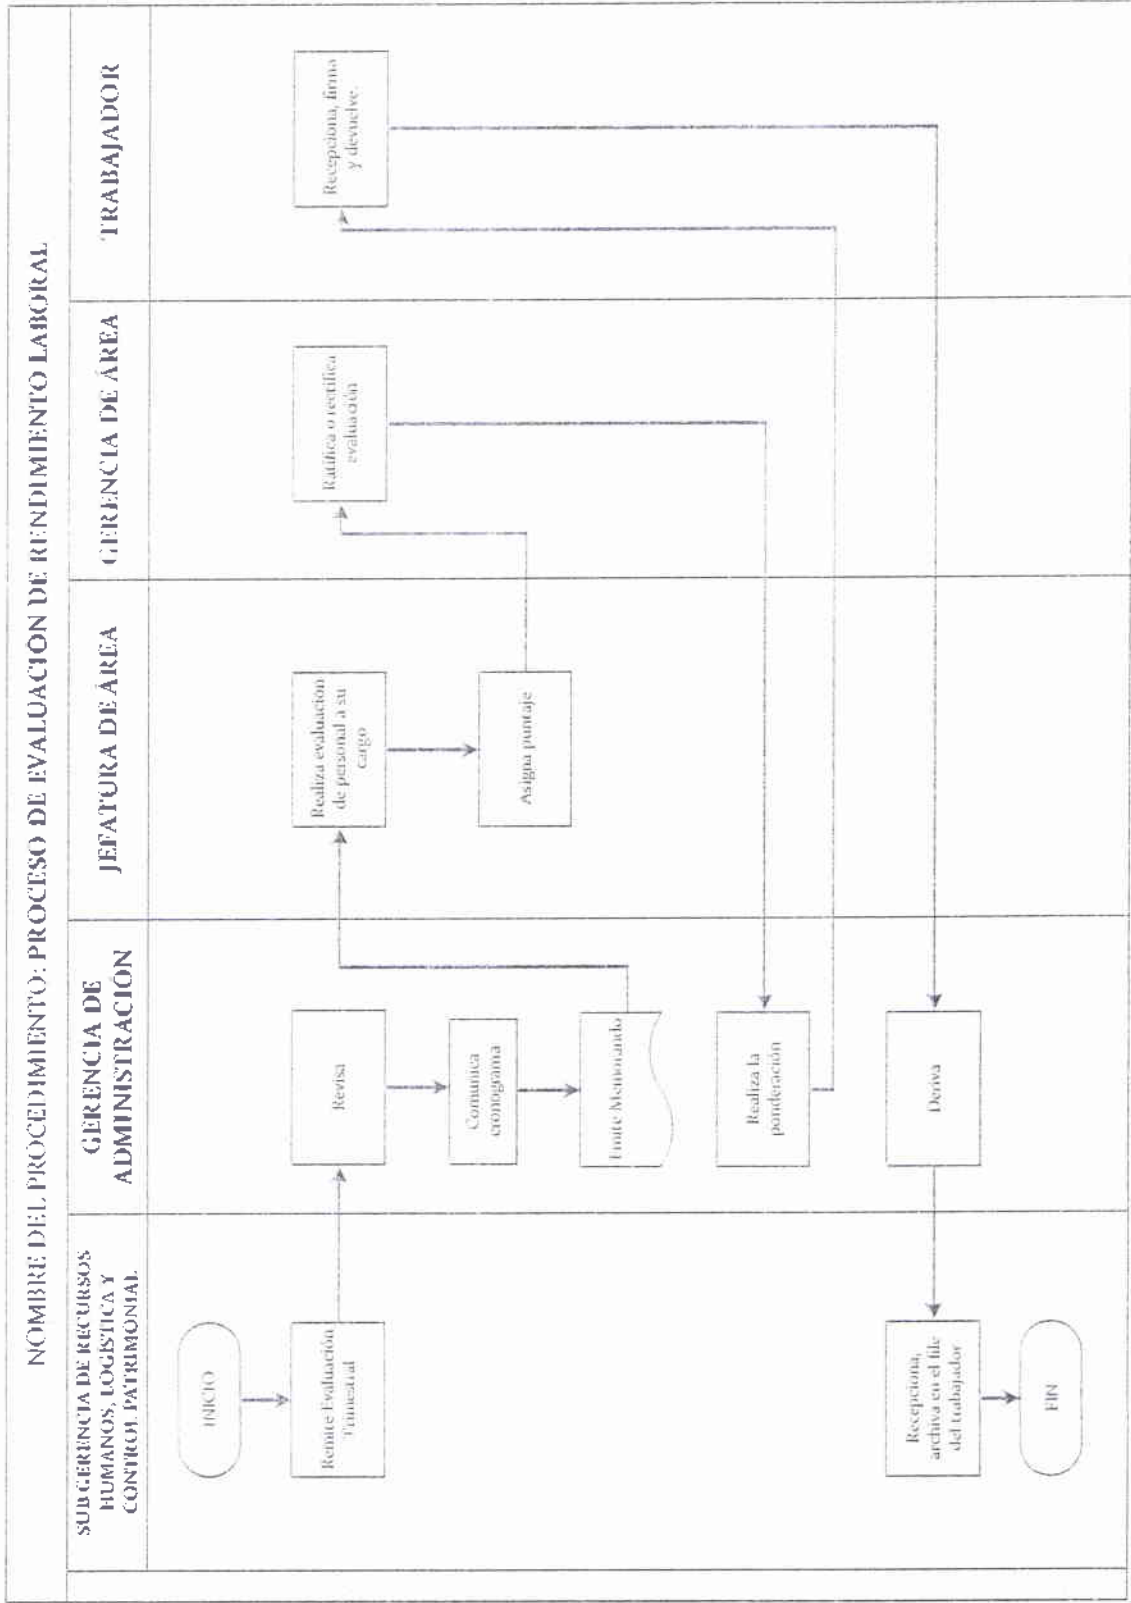 NOMBRE DEL PROCEDIMIENTO: PROCESO DE EVALUACIÓN DE RENDIMIENTO LABORAL
SUB GERENCIA DE RECURSOS
HUMANOS, LOGÍSTICA Y
CONTROL PATRIMONIAL
GERENCIA DE
ADMINISTRACIÓN
JEFATURA DE ÁREA
GERENCIA DE ÁREA
TRABAJADOR
INICIO
Remite Evaluación
Trimestral
Revisa
Comunica
cronograma
Emite Memorando
Realiza evaluación
de personal a su
cargo
Asigna puntaje
Ratifica o rectifica
evaluación
Realiza la
ponderación
Recepciona, firma
y devuelve.
Deriva
Recepciona,
archiva en el file
del trabajador
FIN